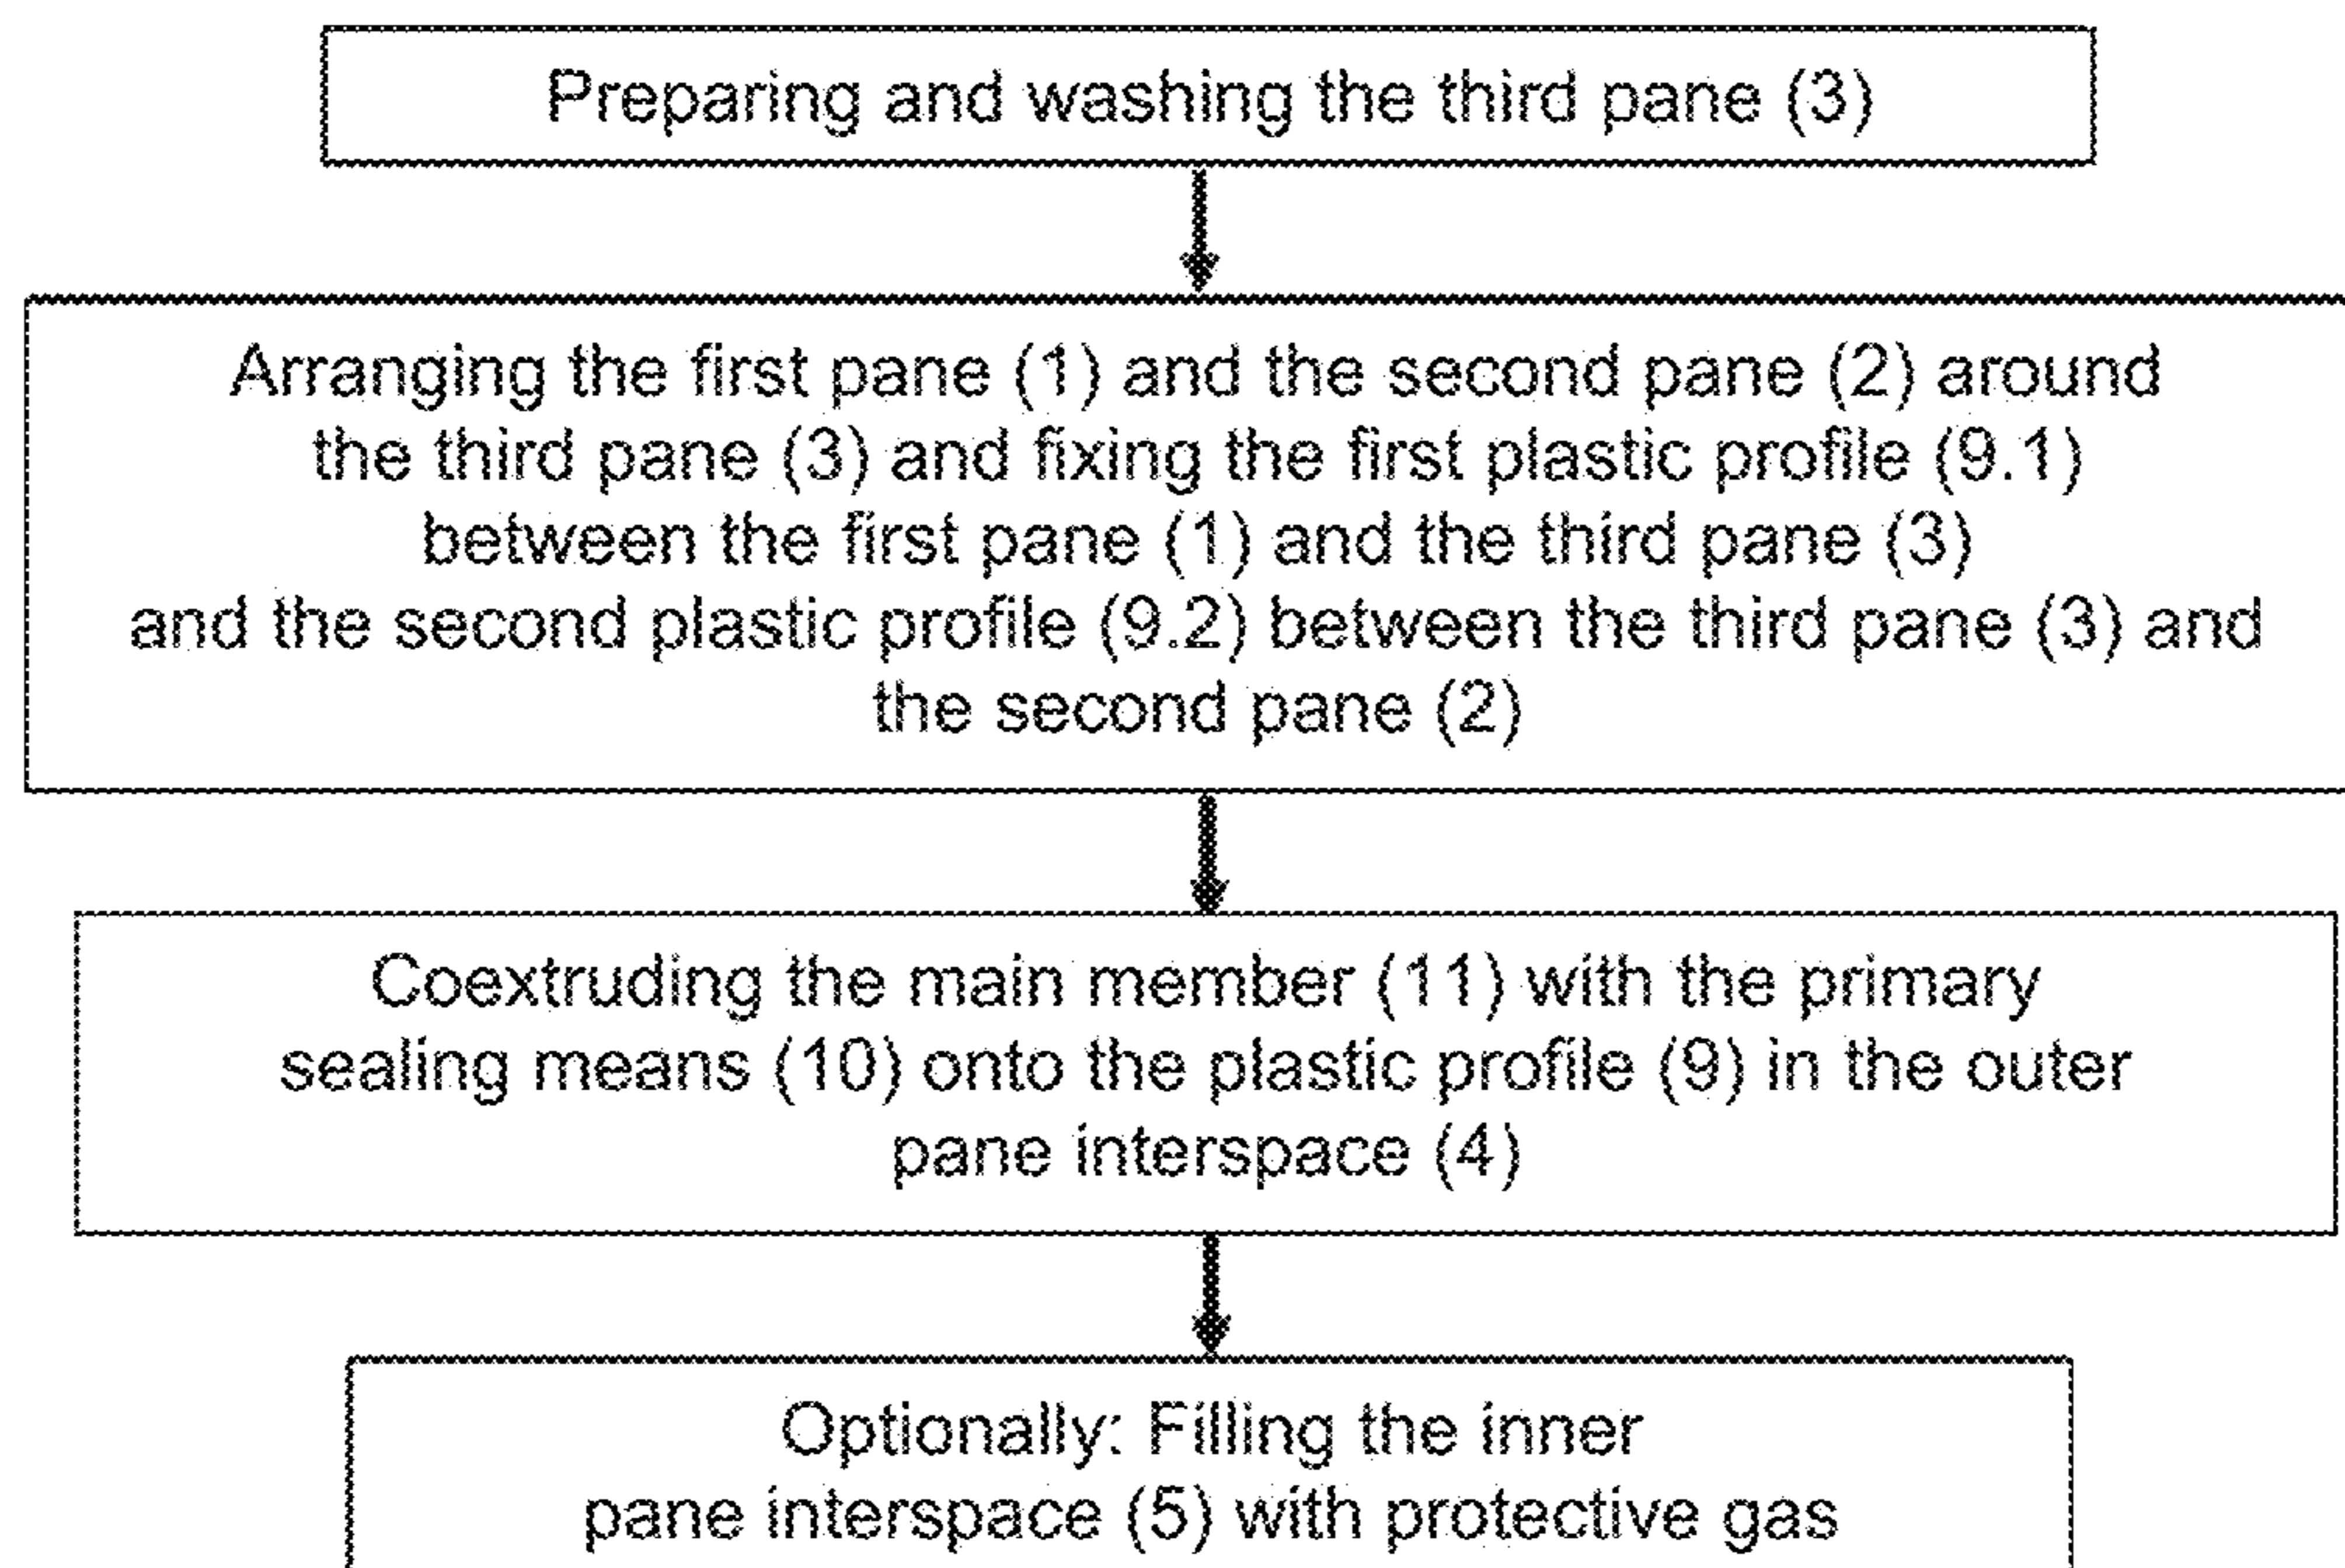 Preparing and washing the third pane (3)
Arranging the first pane (1) and the second pane (2) around
the third pane (3) and fixing the first plastic profile (9.1)
between the first pane (1) and the third pane (3)
and the second plastic profile (9.2) between the third pane (3) and
the second pane (2)
Coextruding the main member (11) with the primary
sealing means (10) onto the plastic profile (9) in the outer
pane interspace (4)
Optionally: Filling the inner
pane interspace (5) with protective gas